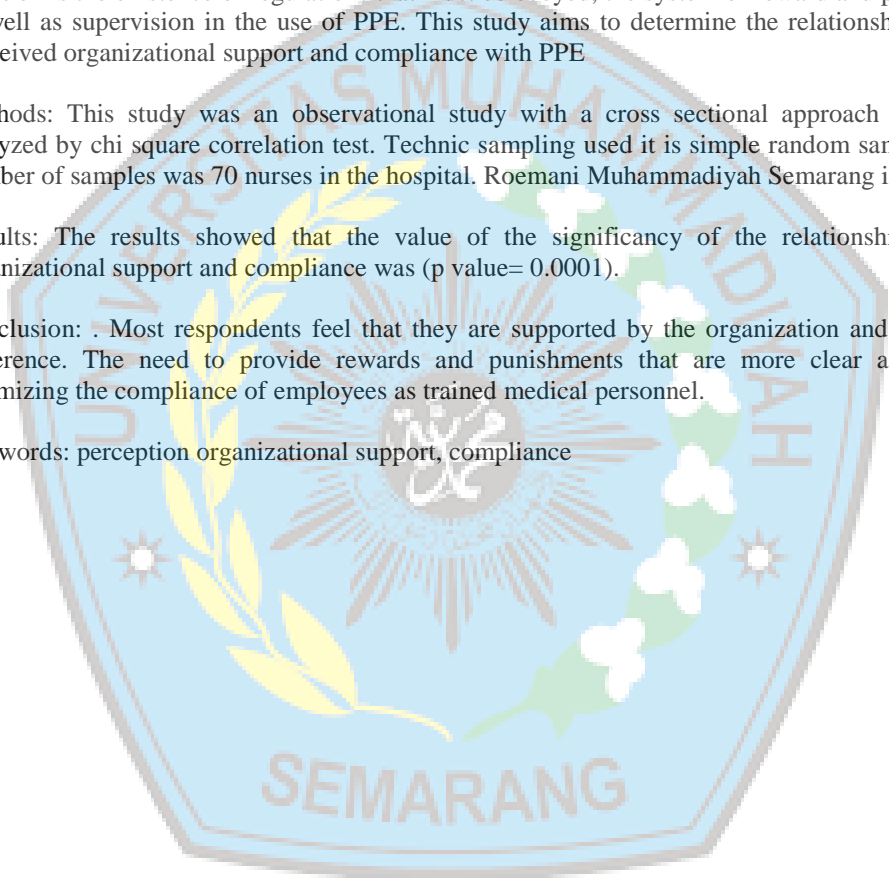 well as supervision in the use of PPE. This study aims to determine the relationsh
eived organizational support and compliance with PPE
hods: This study was an observational study with a cross sectional approach
yzed by chi square correlation test. Technic sampling used it is simple random sam
ber of samples was 70 nurses in the hospital. Roemani Muhammadiyah Semarang i
ults: The results showed that the value of the significancy of the relationshi
anizational support and compliance was (p value= 0.0001).
clusion: . Most respondents feel that they are supported by the organization and
erence. The need to provide rewards and punishments that are more clear a
mizing the compliance of employees as trained medical personnel.
words: perception organizational support, compliance
UNIVERSITAS MUHAMMADIYAH
SEMARANG